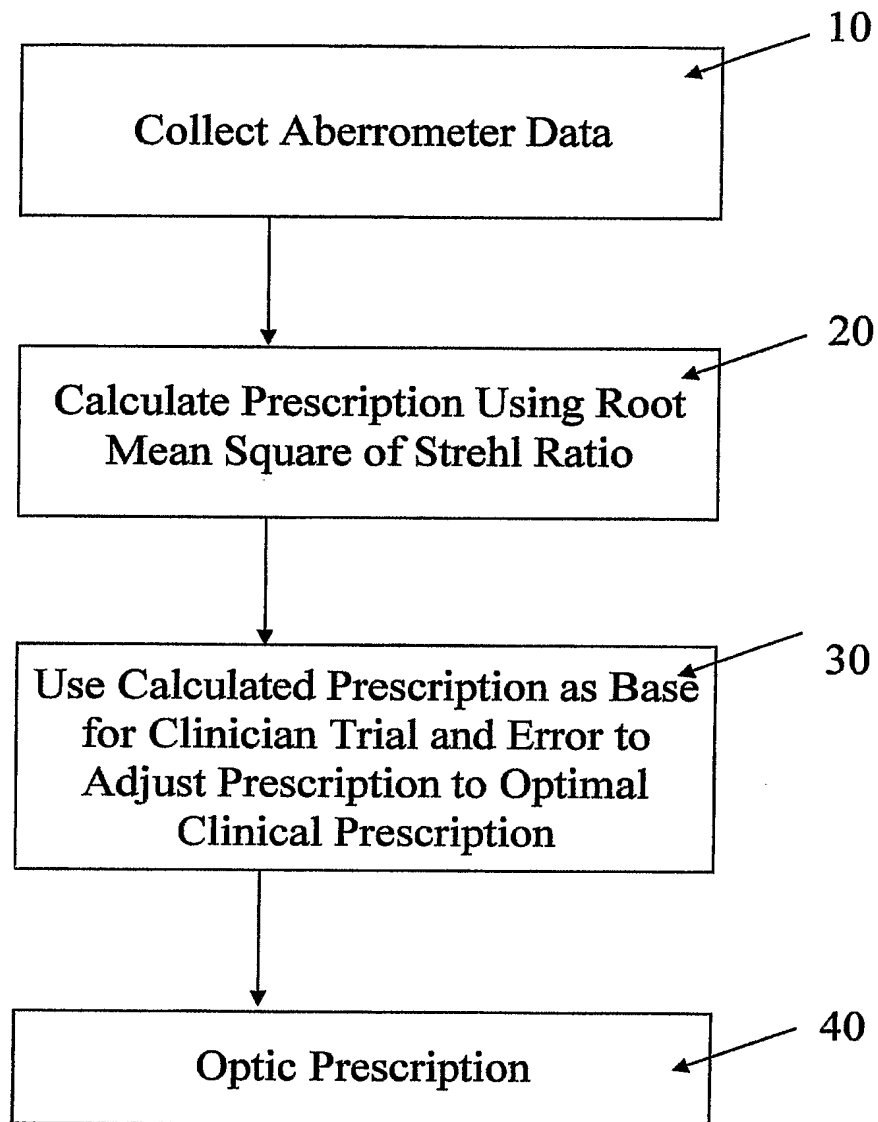 10
Collect Aberrometer Data
20
Calculate Prescription Using Root
Mean Square of Strehl Ratio
30
Use Calculated Prescription as Base
for Clinician Trial and Error to
Adjust Prescription to Optimal
Clinical Prescription
40
Optic Prescription